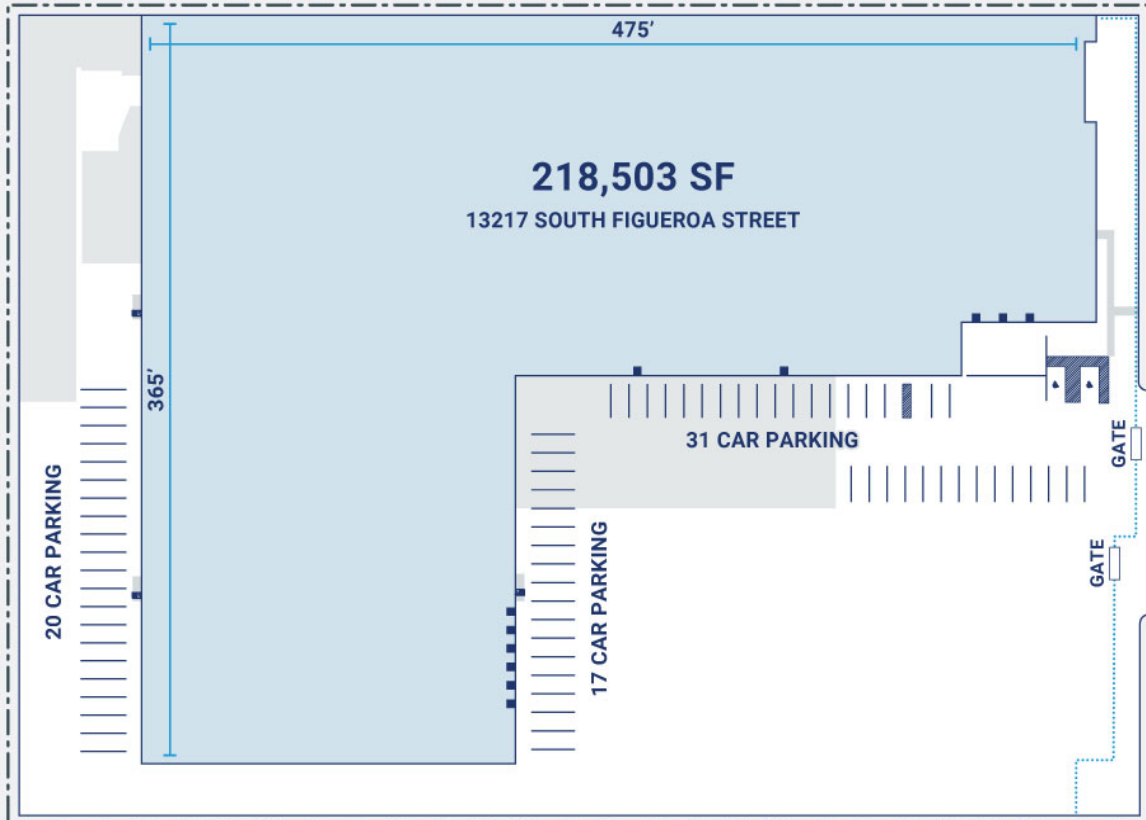 475’
218,503 SF
13217 SOUTH FIGUEROA STREET
365’
31 CAR PARKING
GATE
20 CAR PARKING
17 CAR PARKING
GATE